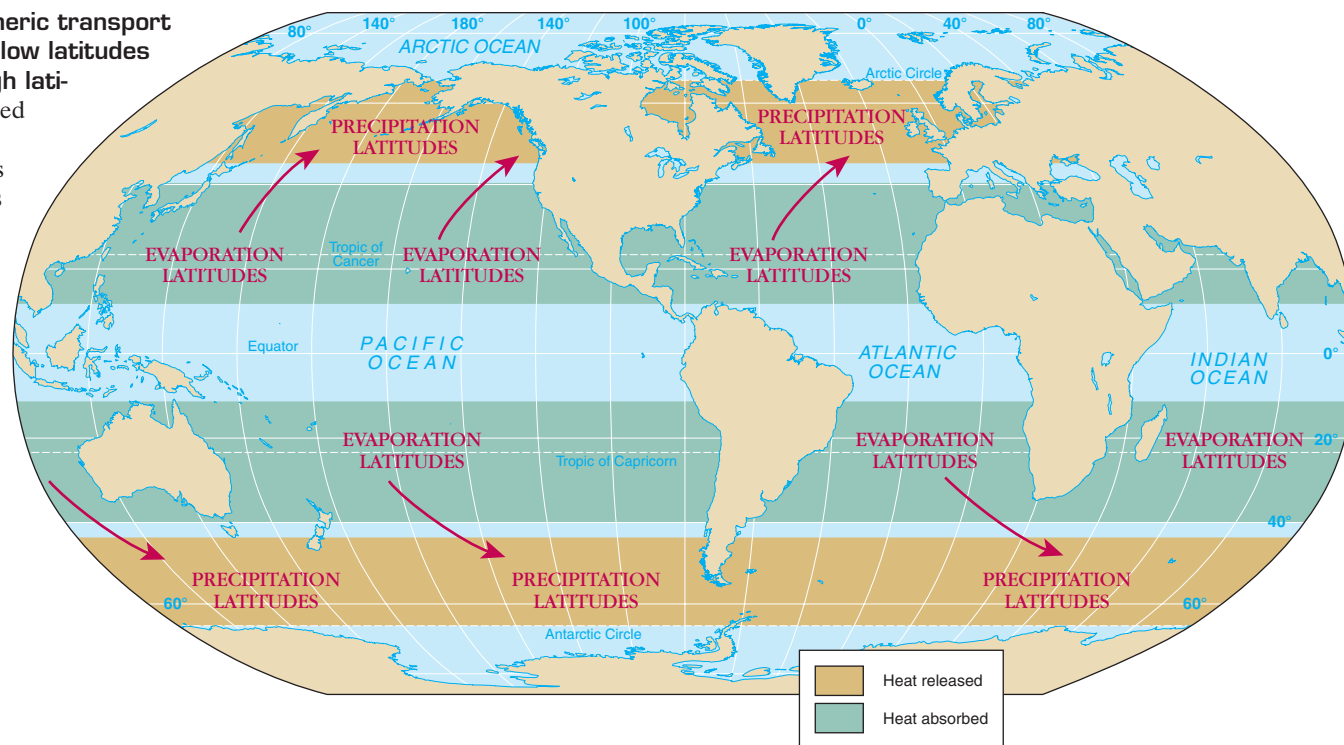 neric transport
low latitudes
gh lati-
ed
s
s
140° 180° 140° 100° 0° 40° 80°
80°
ARCTIC OCEAN
Arctic Circle
PRECIPITATION
LATITUDES
PRECIPITATION
LATITUDES
EVAPORATION
LATITUDES
Tropic of
Cancer
EVAPORATION
LATITUDES
EVAPORATION
LATITUDES
Equator
PACIFIC
OCEAN
ATLANTIC
OCEAN
INDIAN
OCEAN
0°
EVAPORATION
LATITUDES
Tropic of Capricorn
EVAPORATION
LATITUDES
EVAPORATION
LATITUDES
20°
40°
PRECIPITATION
LATITUDES
PRECIPITATION
LATITUDES
PRECIPITATION
LATITUDES
60°
60°
Antarctic Circle
Heat released
Heat absorbed